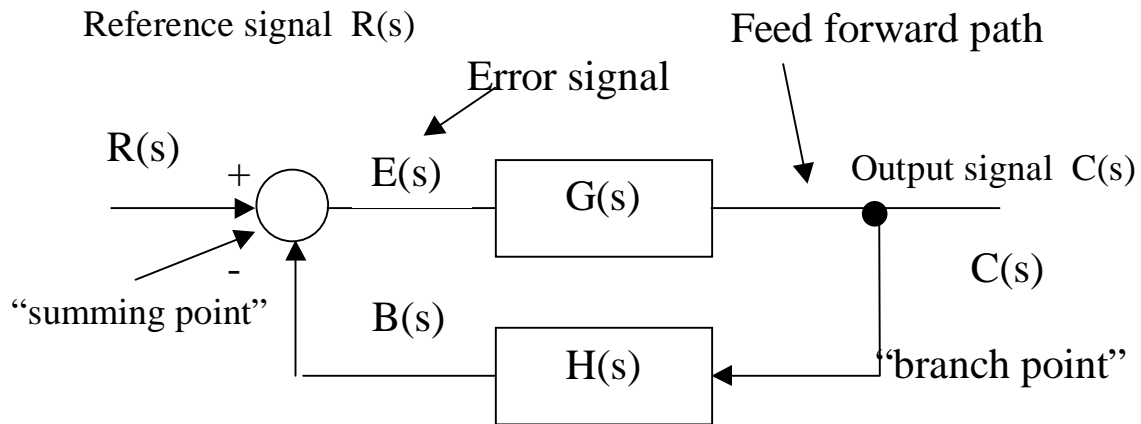 Reference signal R(s)
Feed forward path
Error signal
R(s)
+
E(s)
G(s)
Output signal C(s)
-
C(s)
“summing point”
B(s)
H(s)
“branch point”